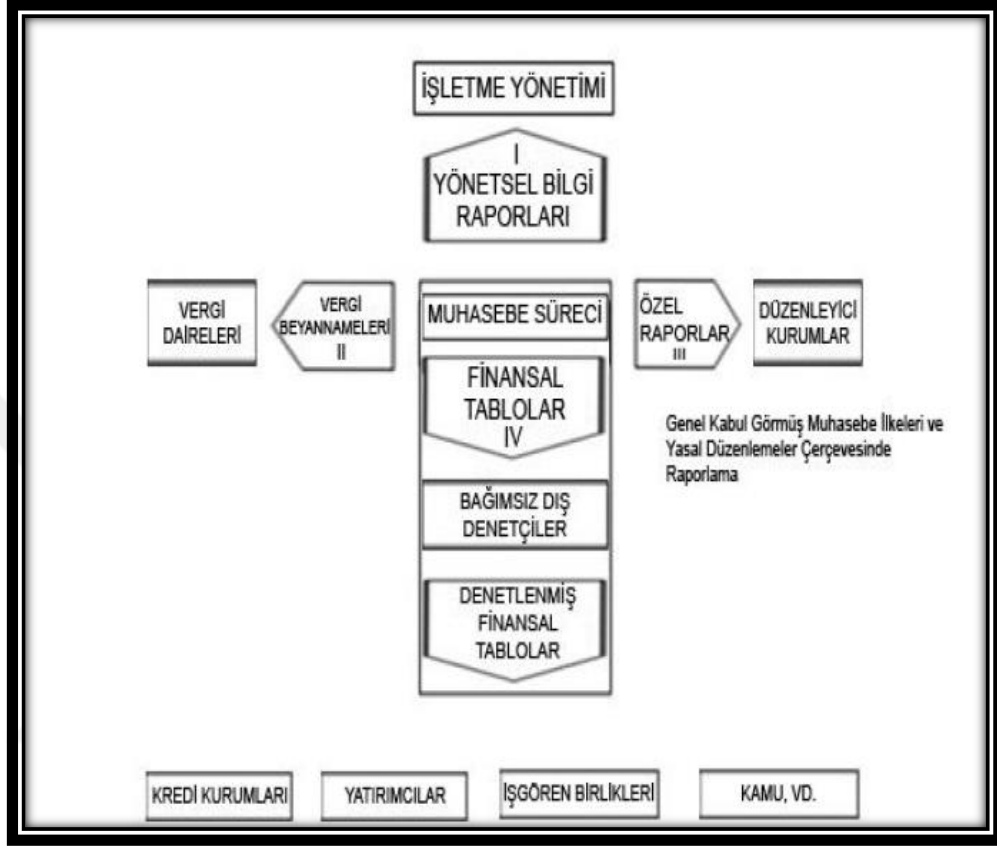 İŞLETME YÖNETİMİ
I
YÖNETSEL BİLGİ
RAPORLARI
VERGİ
DAİRELERİ
VERGİ
BEYANNAMELERİ
II
MUHASEBE SÜRECİ
ÖZEL
RAPORLAR
III
DÜZENLEYİCİ
KURUMLAR
FİNANSAL
TABLOLAR
IV
Genel Kabul Görmüş Muhasebe İlkeleri ve
Yasal Düzenlemeler Çerçevesinde
Raporlama
BAĞIMSIZ DIŞ
DENETÇİLER
DENETLENMİŞ
FİNANSAL
TABLOLAR
KREDİ KURUMLARI
YATIRIMCILAR
İŞGÖREN BİRLİKLERİ
KAMU, VD.